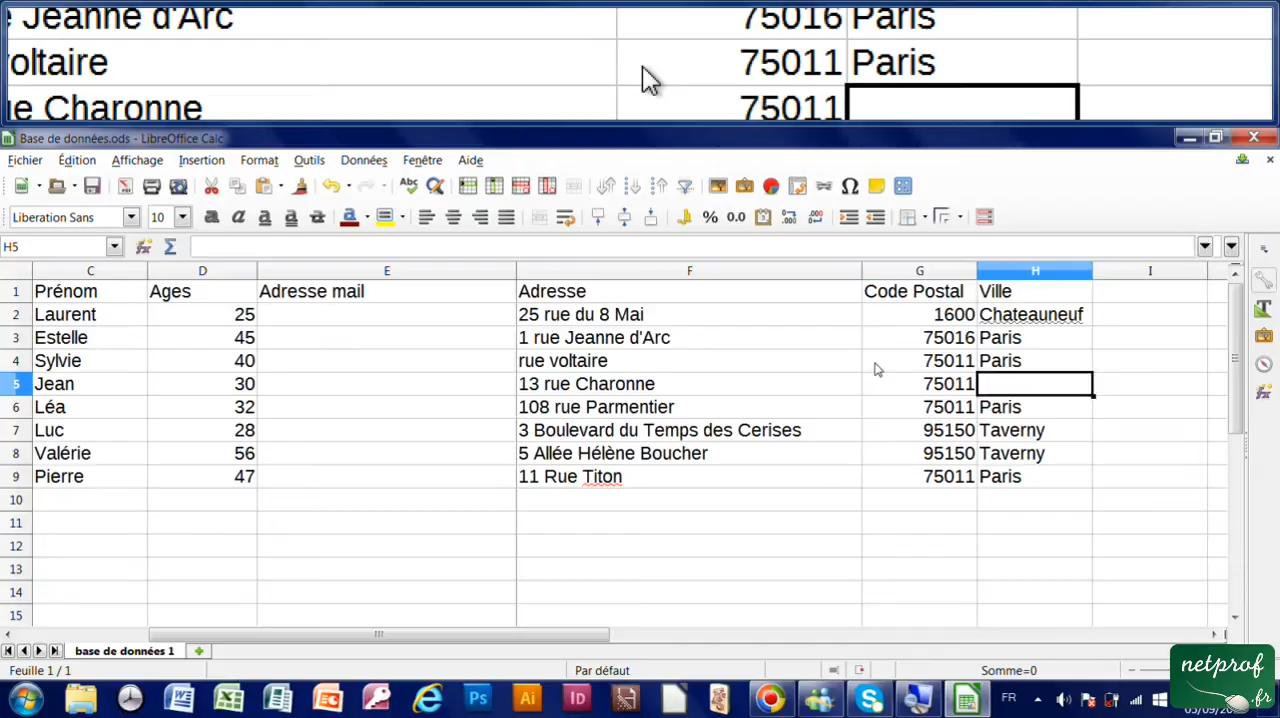 e Jeanne d'Arc 75016 Paris
voltaire 75011 Paris
ue Charonne 75011
Base de données.ods - LibreOffice Calc
Fichier Édition Affichage Insertion Format Outils Données Fenêtre Aide
Liberation Sans 10
H5
C D E F G H I
1 Prénom Ages Adresse mail Adresse Code Postal Ville
2 Laurent 25 25 rue du 8 Mai 1600 Chateauneuf
3 Estelle 45 1 rue Jeanne d'Arc 75016 Paris
4 Sylvie 40 rue voltaire 75011 Paris
5 Jean 30 13 rue Charonne 75011
6 Léa 32 108 rue Parmentier 75011 Paris
7 Luc 28 3 Boulevard du Temps des Cerises 95150 Taverny
8 Valérie 56 5 Allée Hélène Boucher 95150 Taverny
9 Pierre 47 11 Rue Titon 75011 Paris
10
11
12
13
14
15
base de données 1
Feuille 1 / 1 Par défaut Somme=0
Ps Ai Id FR
netprof
.fr